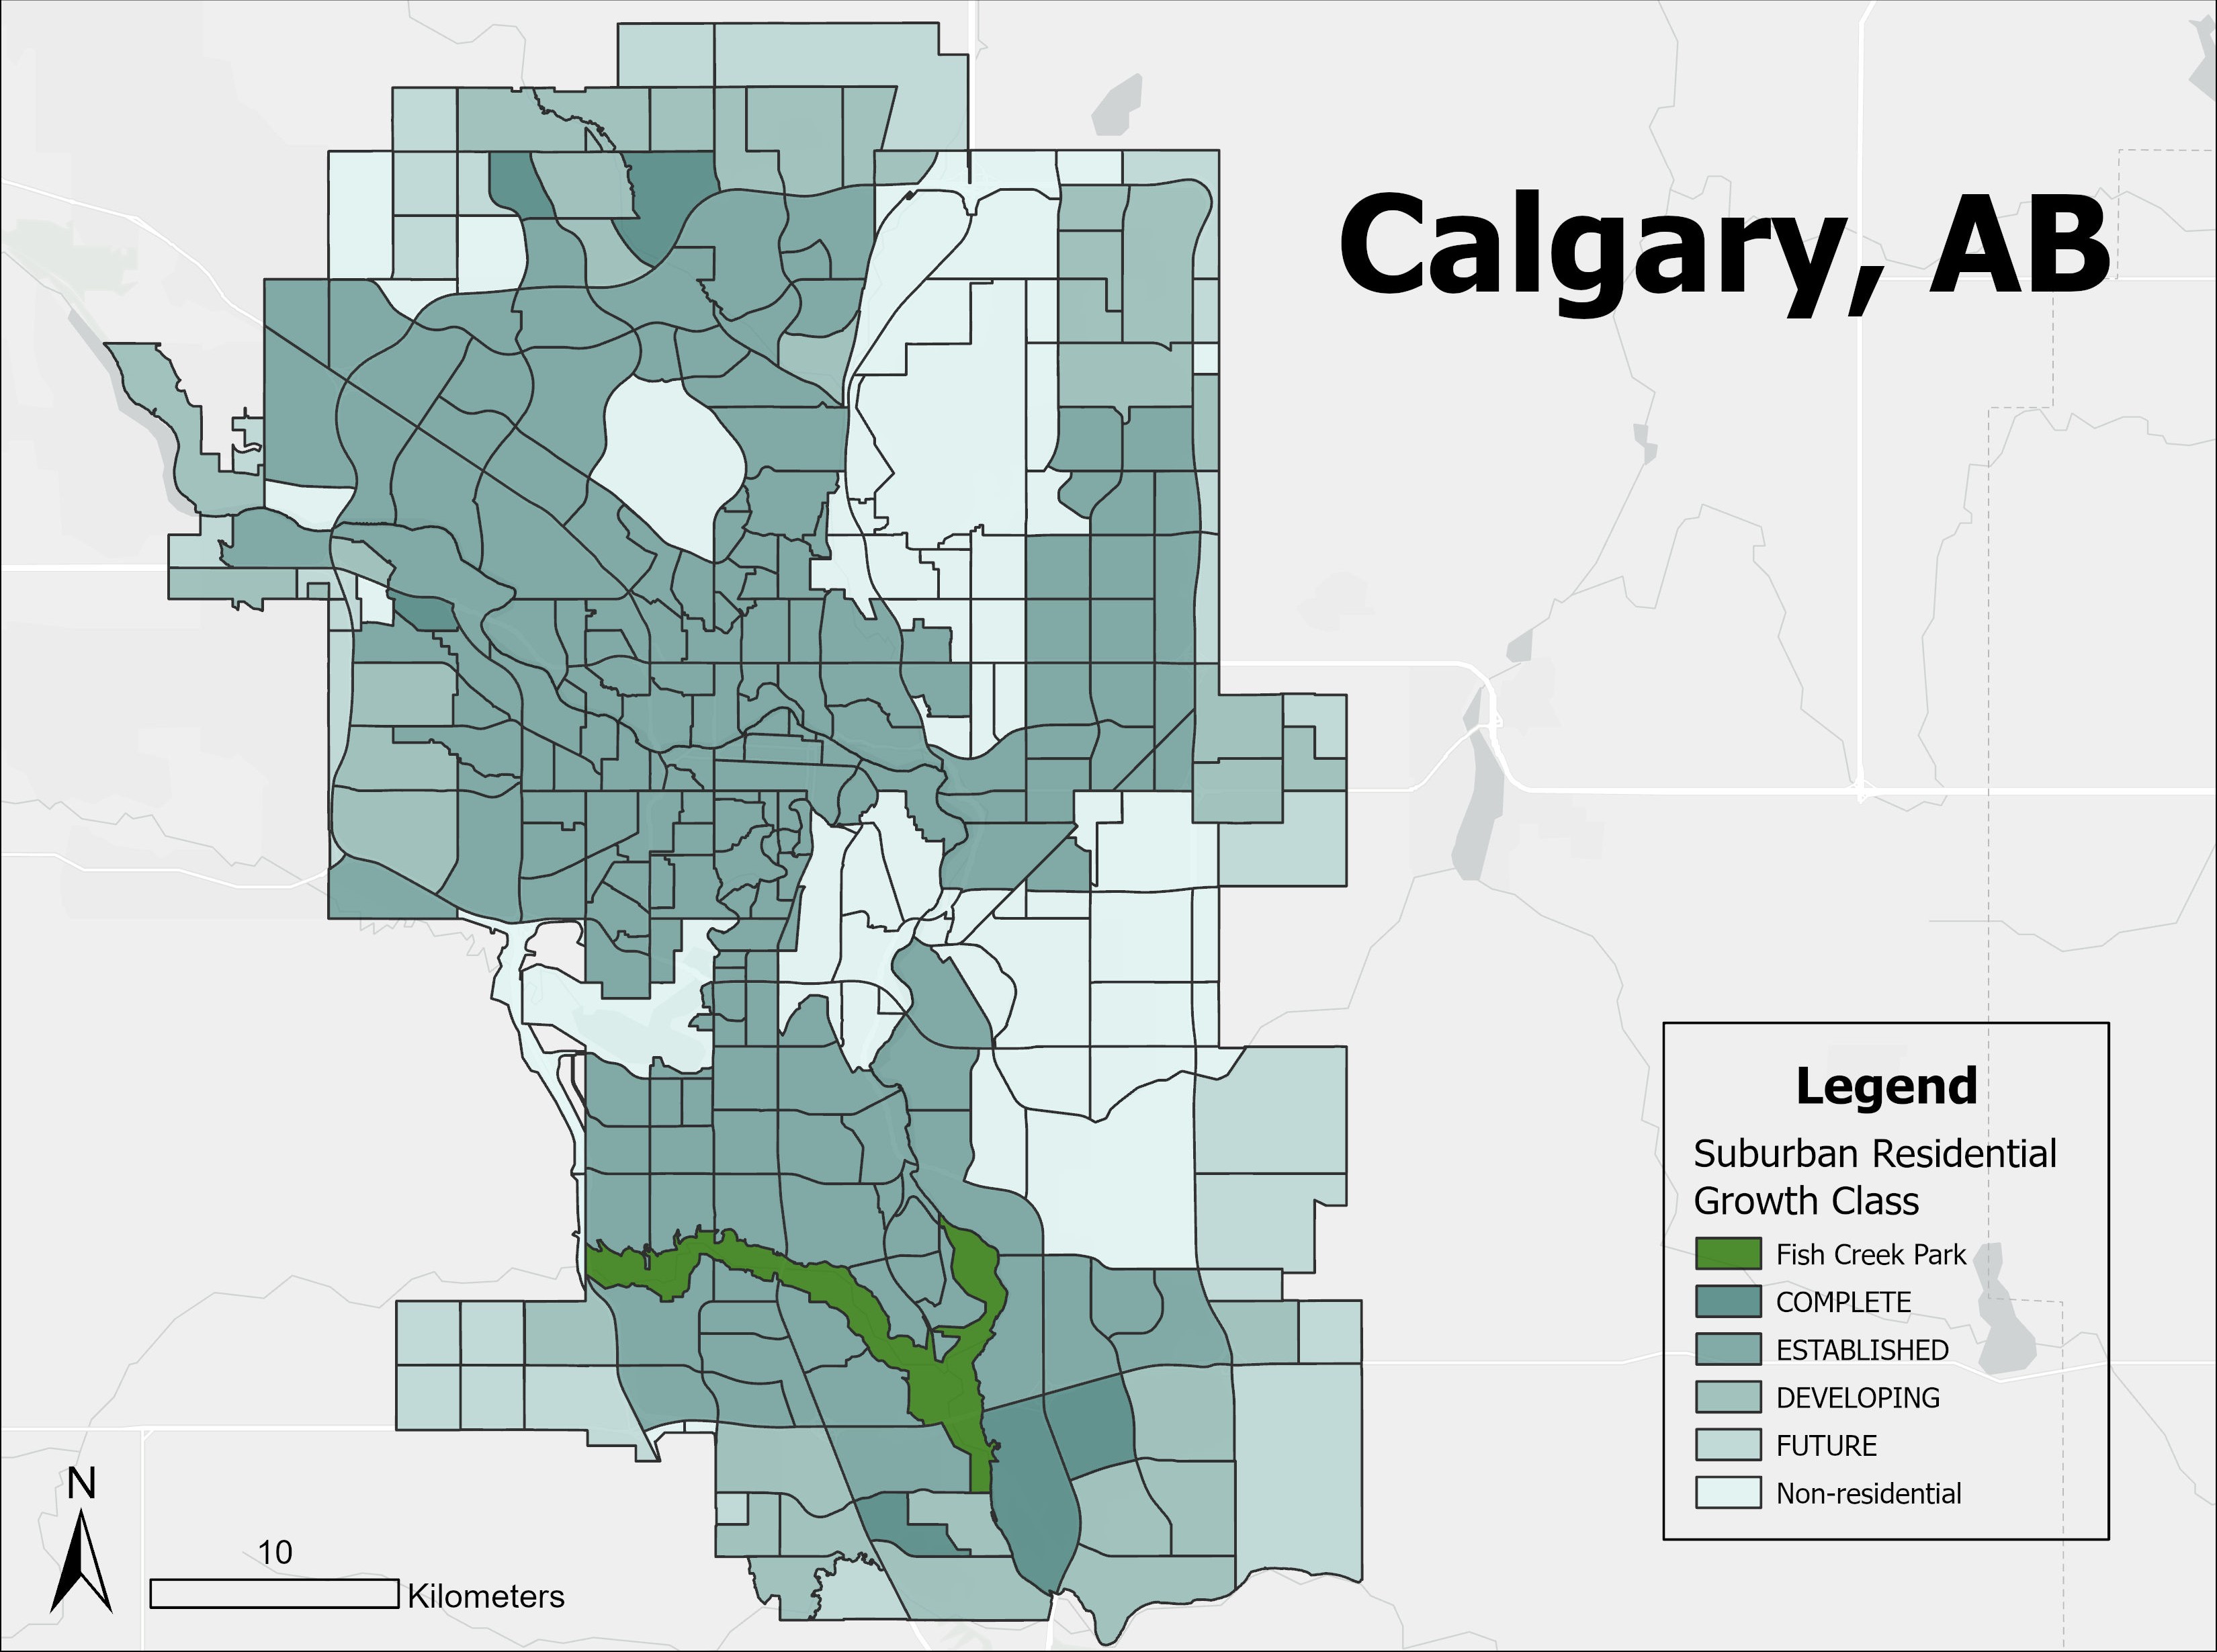 Calgary, AB
Legend
Suburban Residential
Growth Class
Fish Creek Park
COMPLETE
ESTABLISHED
DEVELOPING
FUTURE
Non-residential
N
10
Kilometers